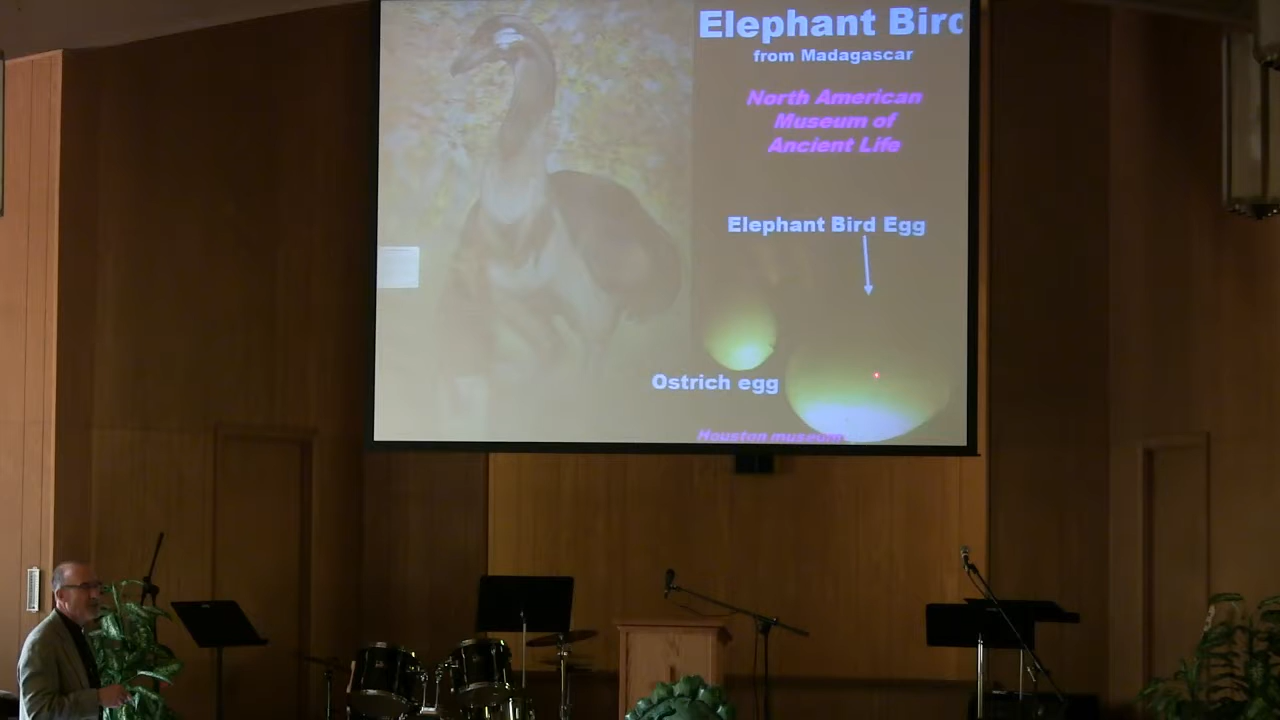 Elephant Bird
from Madagascar
North American
Museum of
Ancient Life
Elephant Bird Egg
Ostrich egg
Houston museum